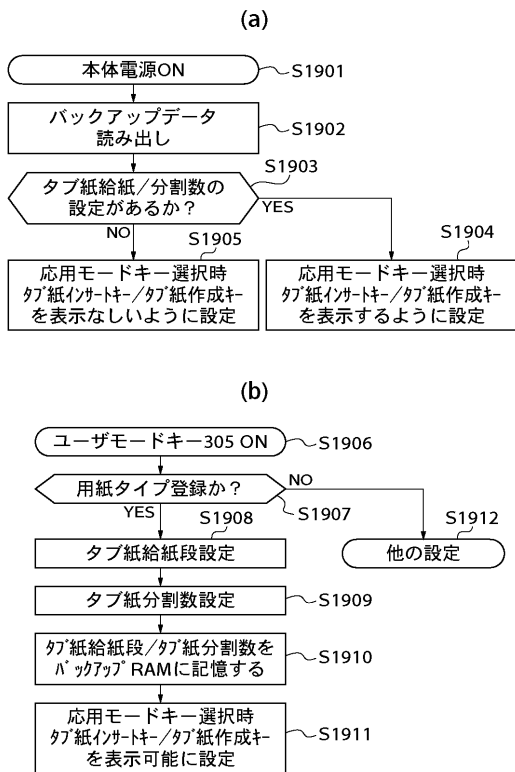 (a)
本体電源ON
S1901
バックアップデータ
読み出し
S1902
S1903
タブ紙給紙/分割数の
設定があるか?
YES
NO
S1905
S1904
応用モードキー選択時
タブ紙インサートキー/タブ紙作成キー
を表示なしいように設定
応用モードキー選択時
タブ紙インサートキー/タブ紙作成キー
を表示するように設定
(b)
ユーザモードキー305 ON
S1906
用紙タイプ登録か?
NO
S1907
YES
S1908
S1912
タブ紙給紙段設定
他の設定
タブ紙分割数設定
S1909
タブ紙給紙段/タブ紙分割数を
バックアップRAMに記憶する
S1910
応用モードキー選択時
タブ紙インサートキー/タブ紙作成キー
を表示可能に設定
S1911